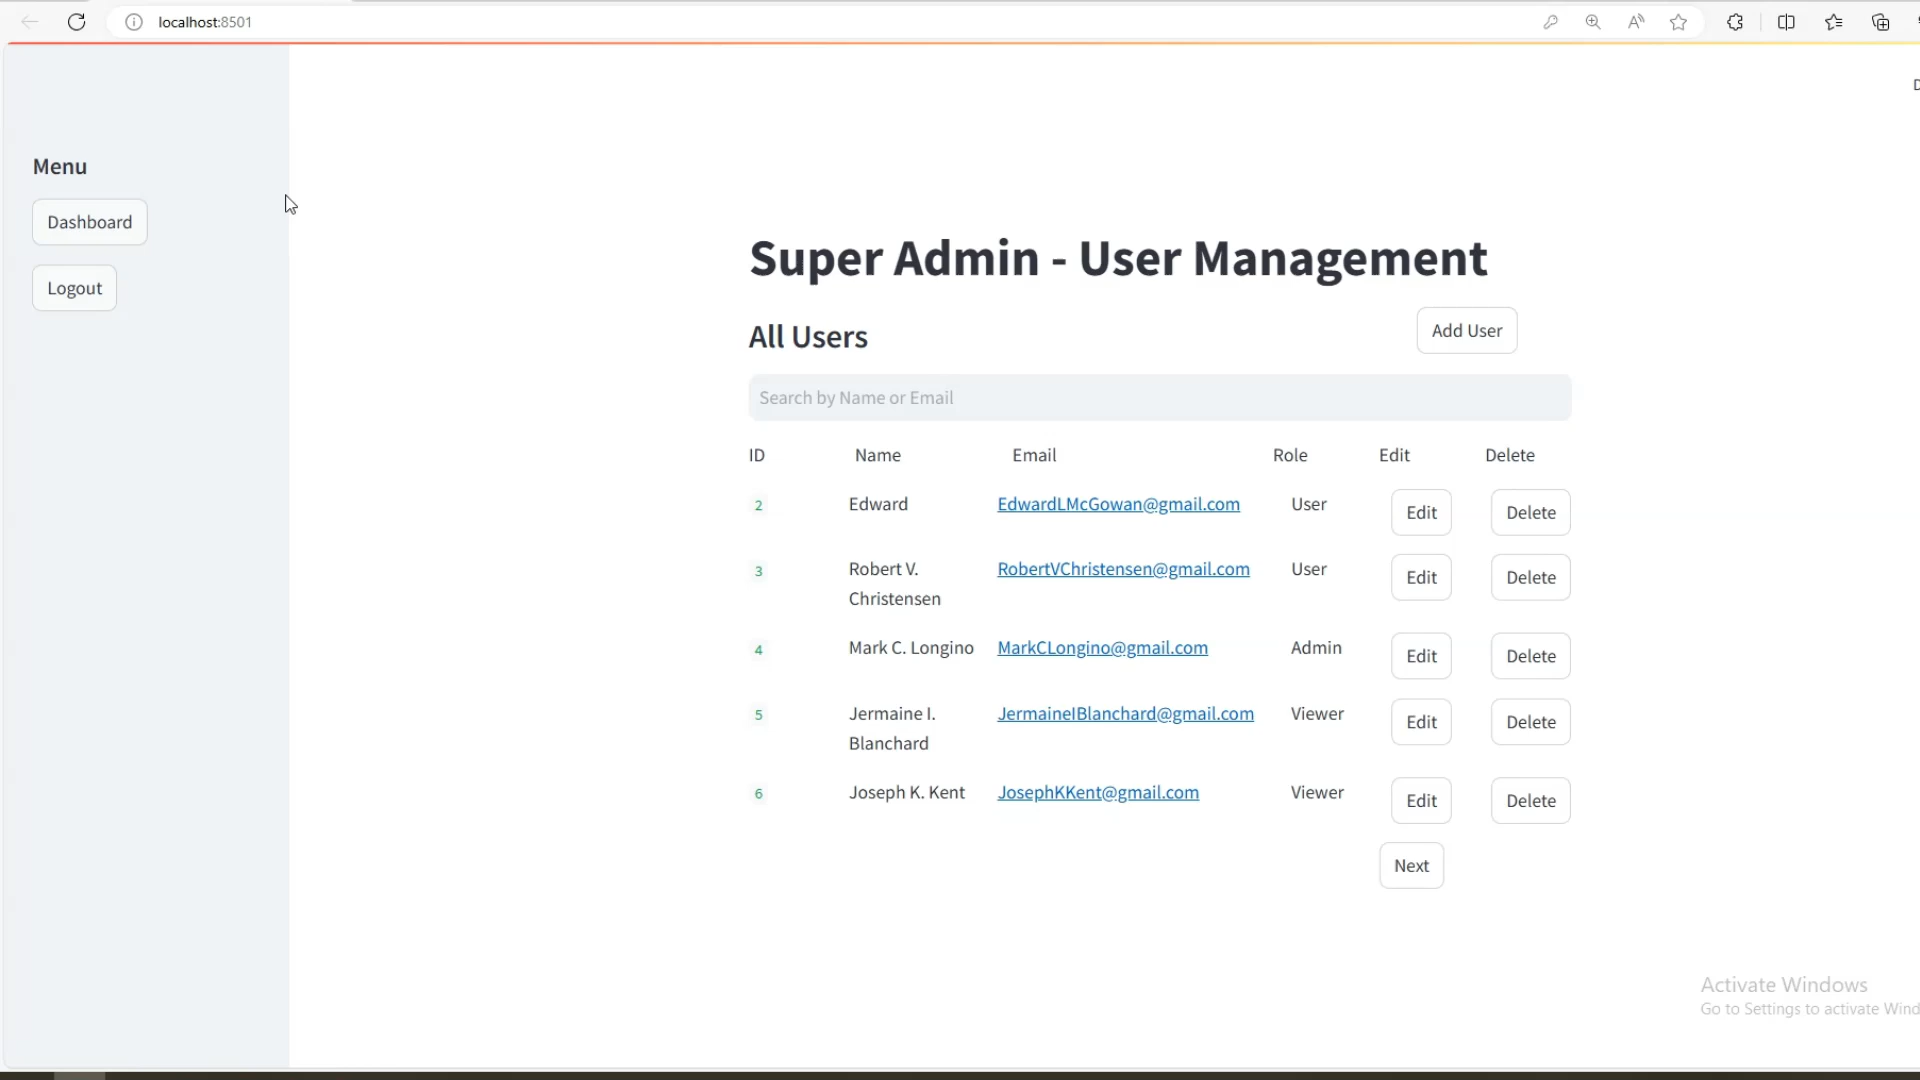 localhost:8501
Menu
Dashboard
Logout
Super Admin - User Management
All Users
Add User
Search by Name or Email
ID Name Email Role Edit Delete
2 Edward EdwardLMcGowan@gmail.com User Edit Delete
3 Robert V. RobertVChristensen@gmail.com User Edit Delete
Christensen
4 Mark C. Longino MarkCLongino@gmail.com Admin Edit Delete
5 Jermaine I. JermaineIBlanchard@gmail.com Viewer Edit Delete
Blanchard
6 Joseph K. Kent JosephKKent@gmail.com Viewer Edit Delete
Next
Activate Windows
Go to Settings to activate Wind